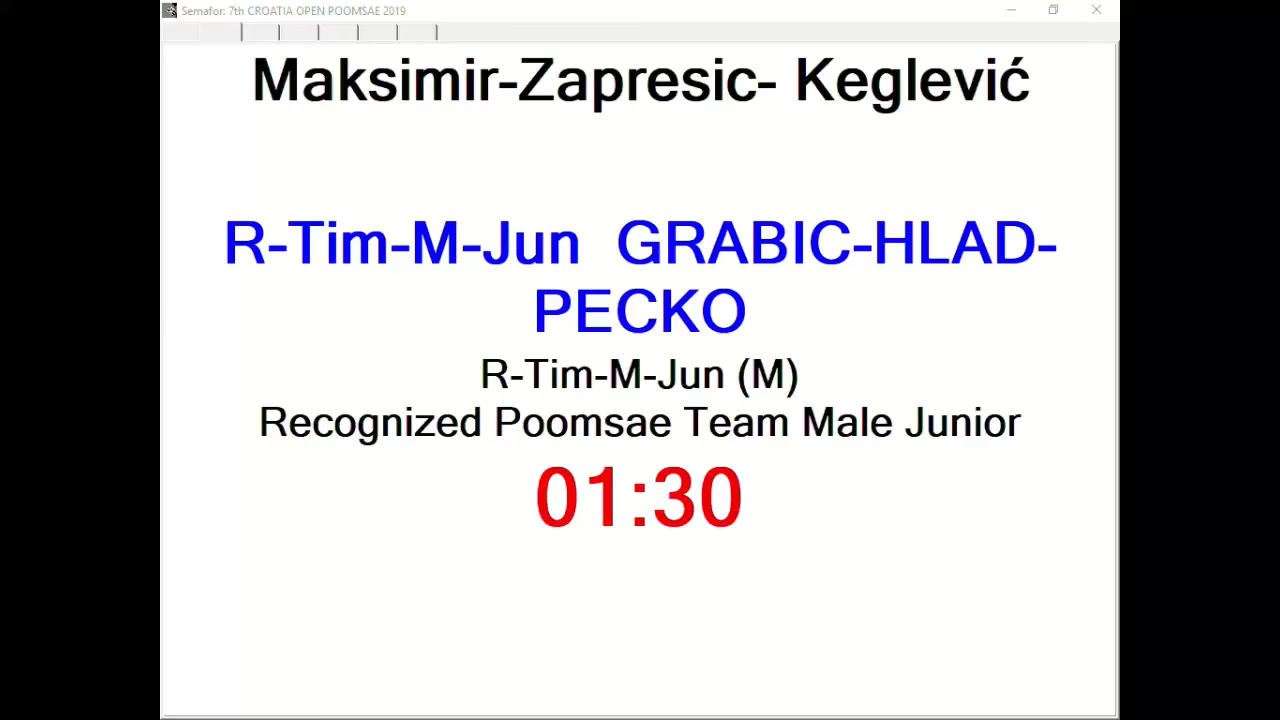 Semafor: 7th CROATIA OPEN POOMSAE 2019
Maksimir-Zapresic- Keglević
R-Tim-M-Jun GRABIC-HLAD-
PECKO
R-Tim-M-Jun (M)
Recognized Poomsae Team Male Junior
01:30